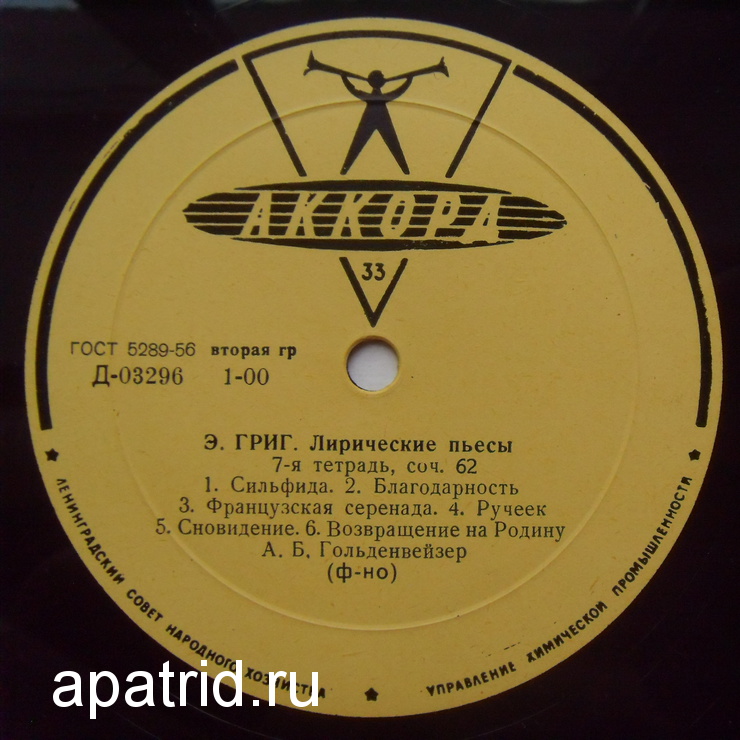 АККОРД
33
ГОСТ 5289-56 вторая гр
Д-03296 1-00
Э. ГРИГ. Лирические пьесы
7-я тетрадь, соч. 62
1. Сильфида. 2. Благодарность
3. Французская серенада. 4. Ручеек
5. Сновидение. 6. Возвращение на Родину
А. Б. Гольденвейзер
(ф-но)
ЛЕНИНГРАДСКИЙ СОВЕТ НАРОДНОГО ХОЗЯЙСТВА ★ УПРАВЛЕНИЕ ХИМИЧЕСКОЙ ПРОМЫШЛЕННОСТИ
apatrid.ru